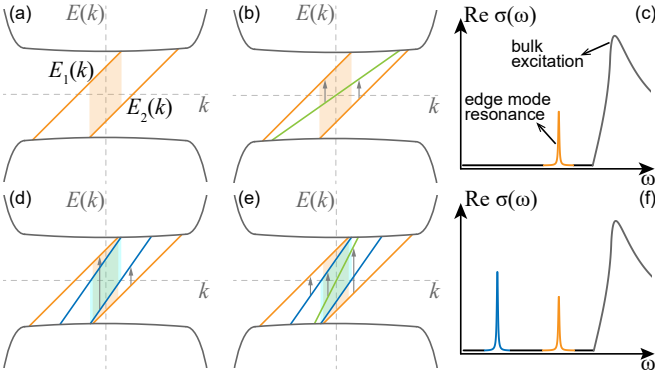 (a)
E(k)
E₁(k)
E₂(k)
k
(b)
E(k)
k
(c)
Re σ(ω)
bulk
excitation
edge mode
resonance
ω
(d)
E(k)
k
(e)
E(k)
k
(f)
Re σ(ω)
ω